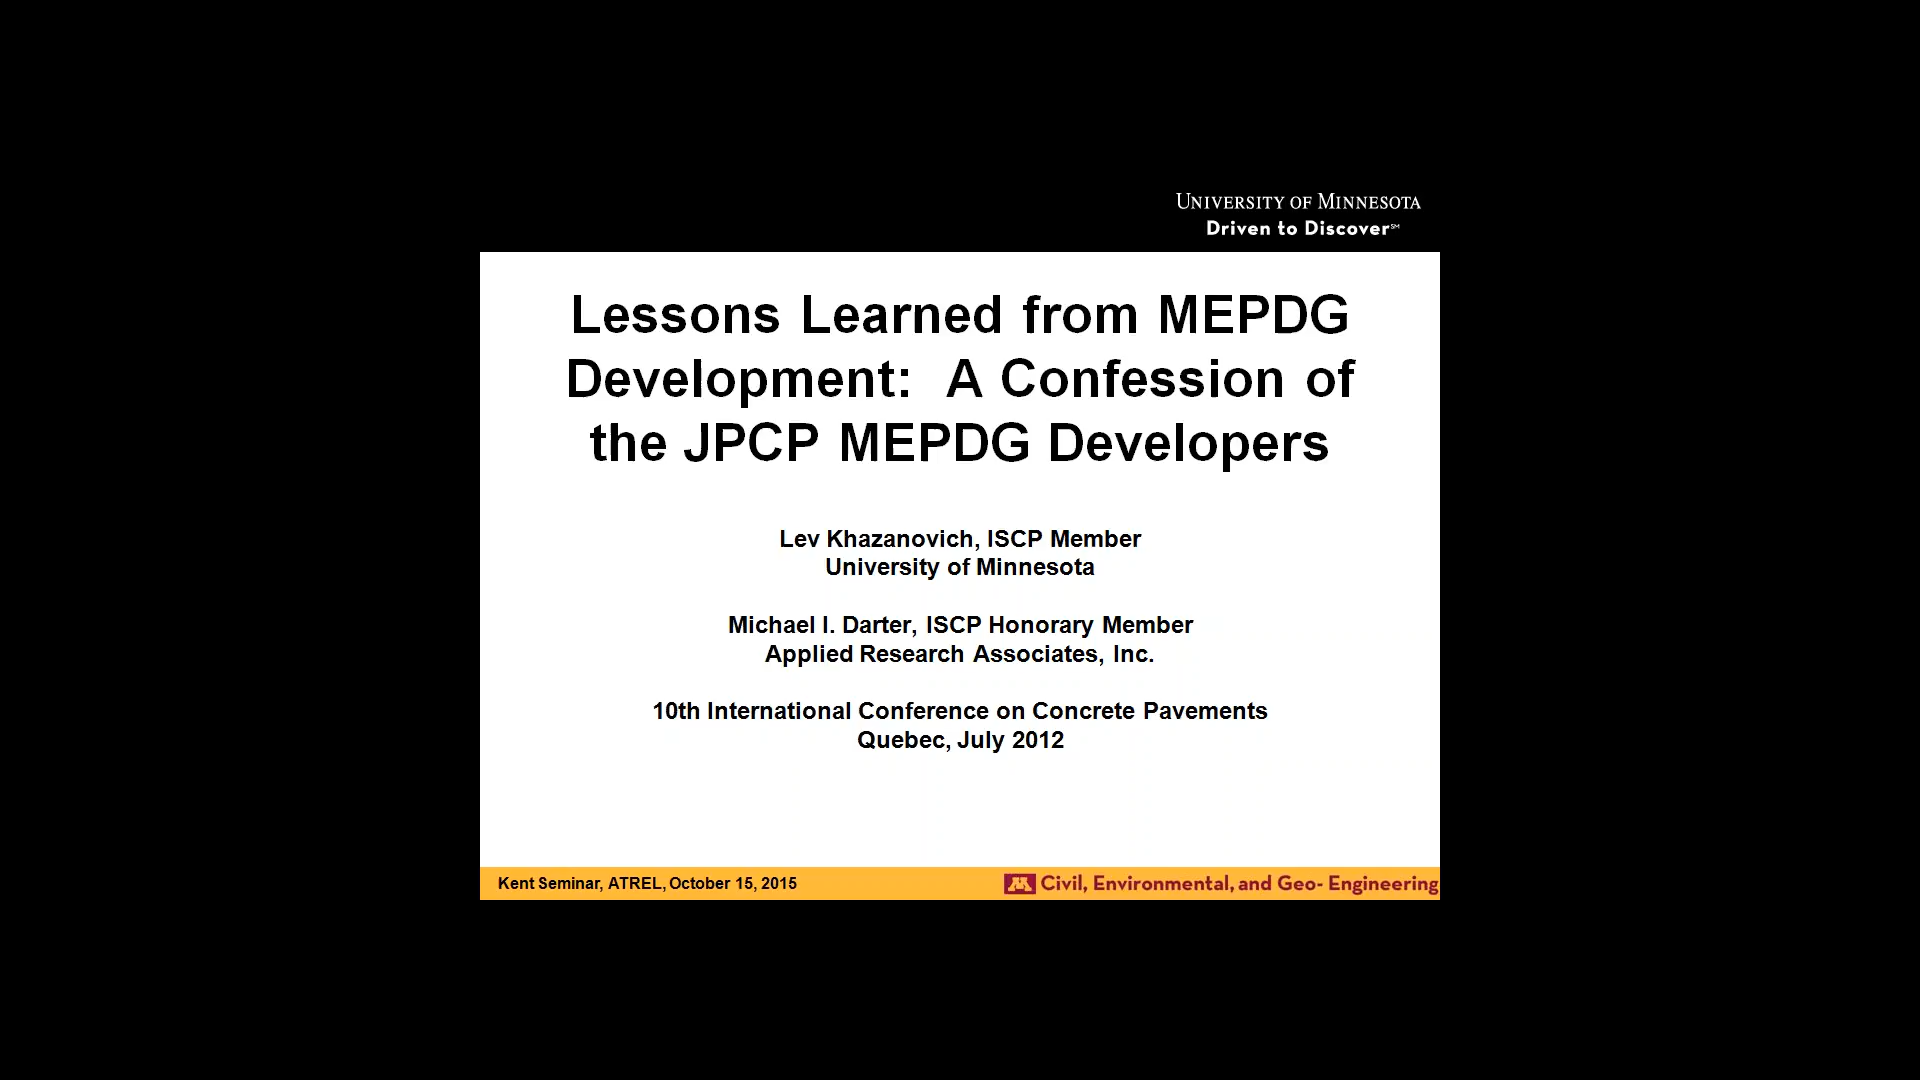 UNIVERSITY OF MINNESOTA
Driven to Discover℠
Lessons Learned from MEPDG
Development: A Confession of
the JPCP MEPDG Developers
Lev Khazanovich, ISCP Member
University of Minnesota
Michael I. Darter, ISCP Honorary Member
Applied Research Associates, Inc.
10th International Conference on Concrete Pavements
Quebec, July 2012
Kent Seminar, ATREL, October 15, 2015
M Civil, Environmental, and Geo- Engineering